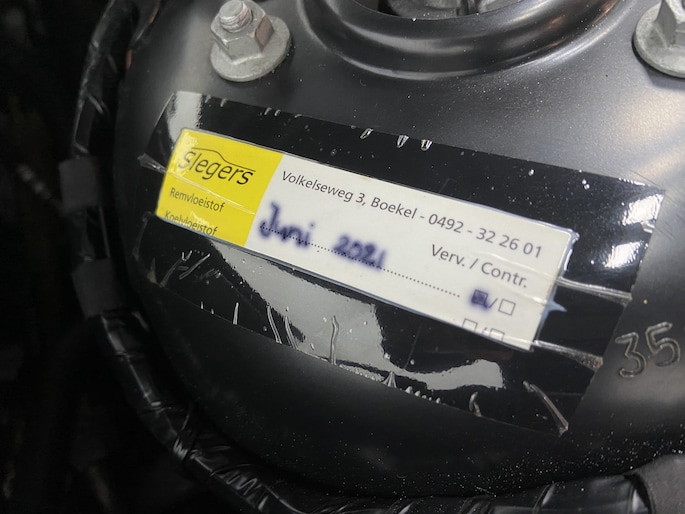 Slegers
Volkelseweg 3, Boekel - 0492 - 32 26 01
Verv. / Contr.
Remvloeistof
Juni 2021
Koelvloeistof
35